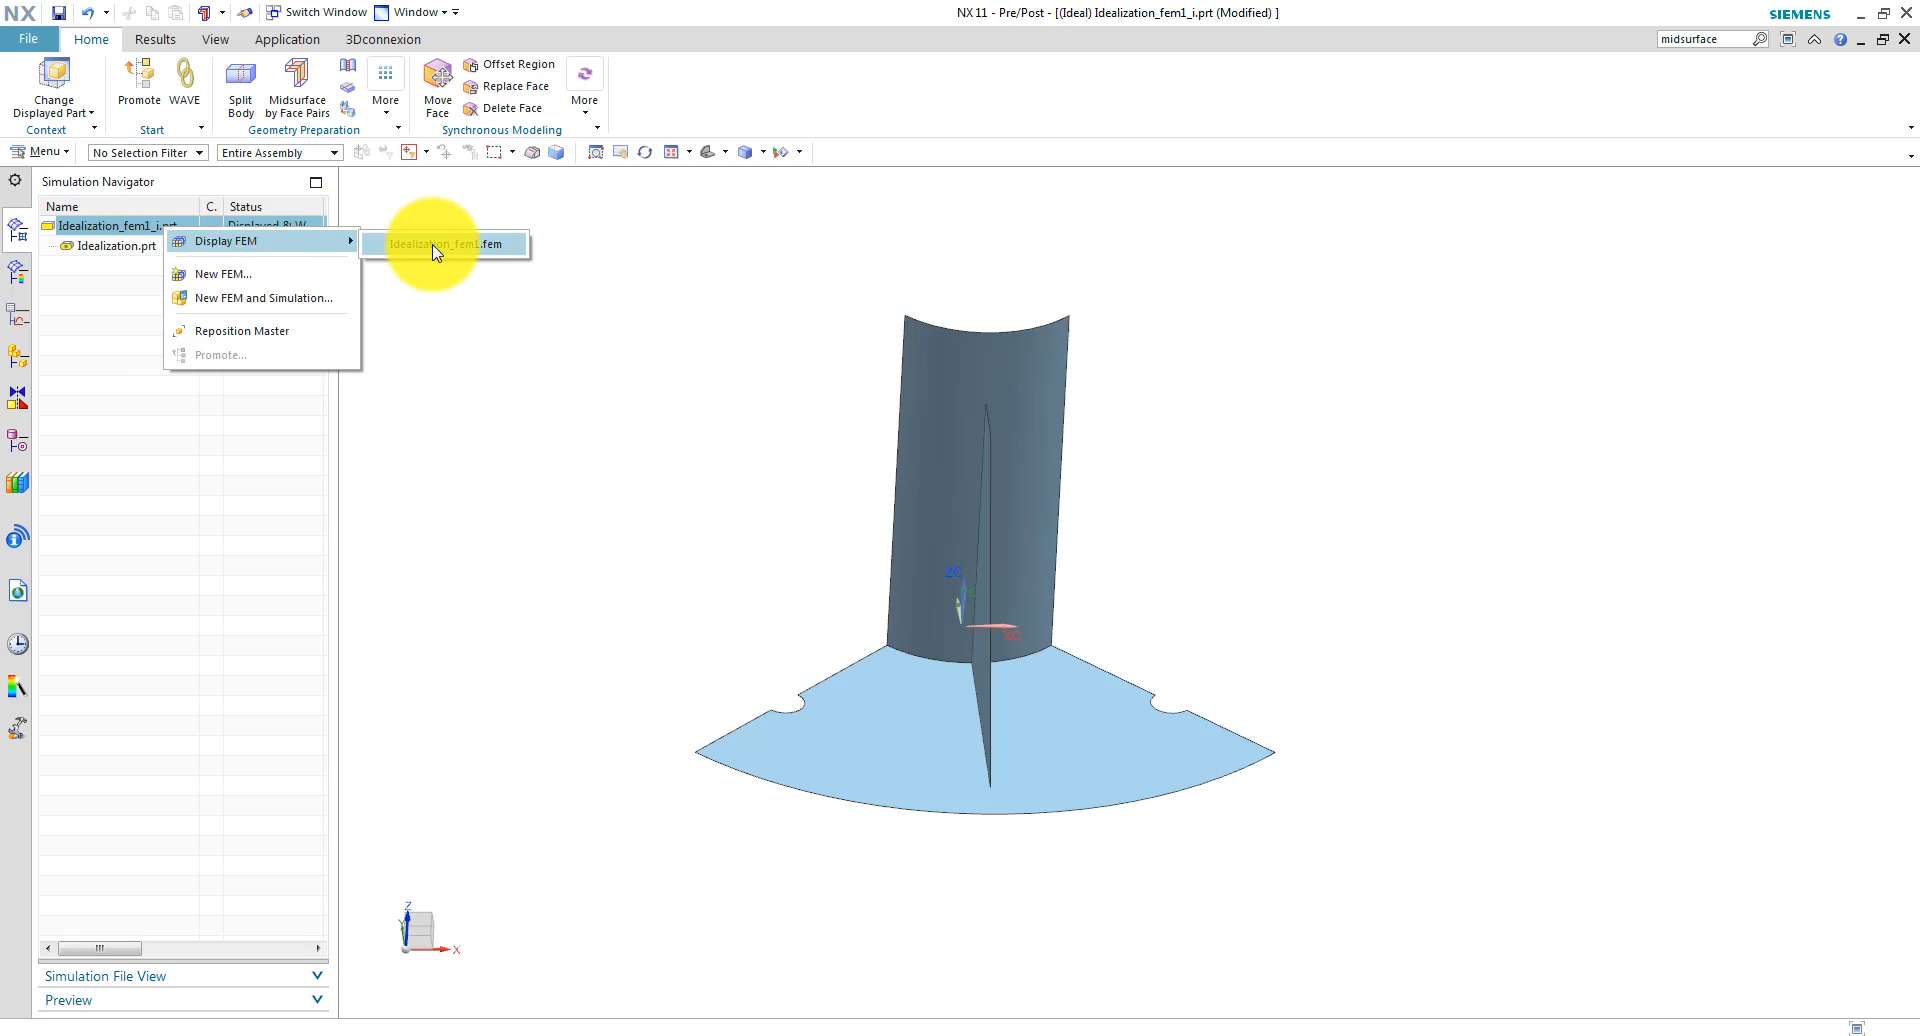 NX Switch Window Window NX 11 - Pre/Post - [(Ideal) Idealization_fem1_i.prt (Modified) ] SIEMENS
File Home Results View Application 3Dconnexion midsurface
Change Displayed Part
Promote WAVE
Split Body
Midsurface by Face Pairs
More
Move Face
Offset Region
Replace Face
Delete Face
More
Context Start Geometry Preparation Synchronous Modeling
Menu No Selection Filter Entire Assembly
Simulation Navigator
Name C. Status
Idealization_fem1_i.prt Displayed & W
Idealization.prt
Display FEM
Idealization_fem1.fem
New FEM...
New FEM and Simulation...
Reposition Master
Promote...
ZC
XC
Z
Y
X
Simulation File View
Preview